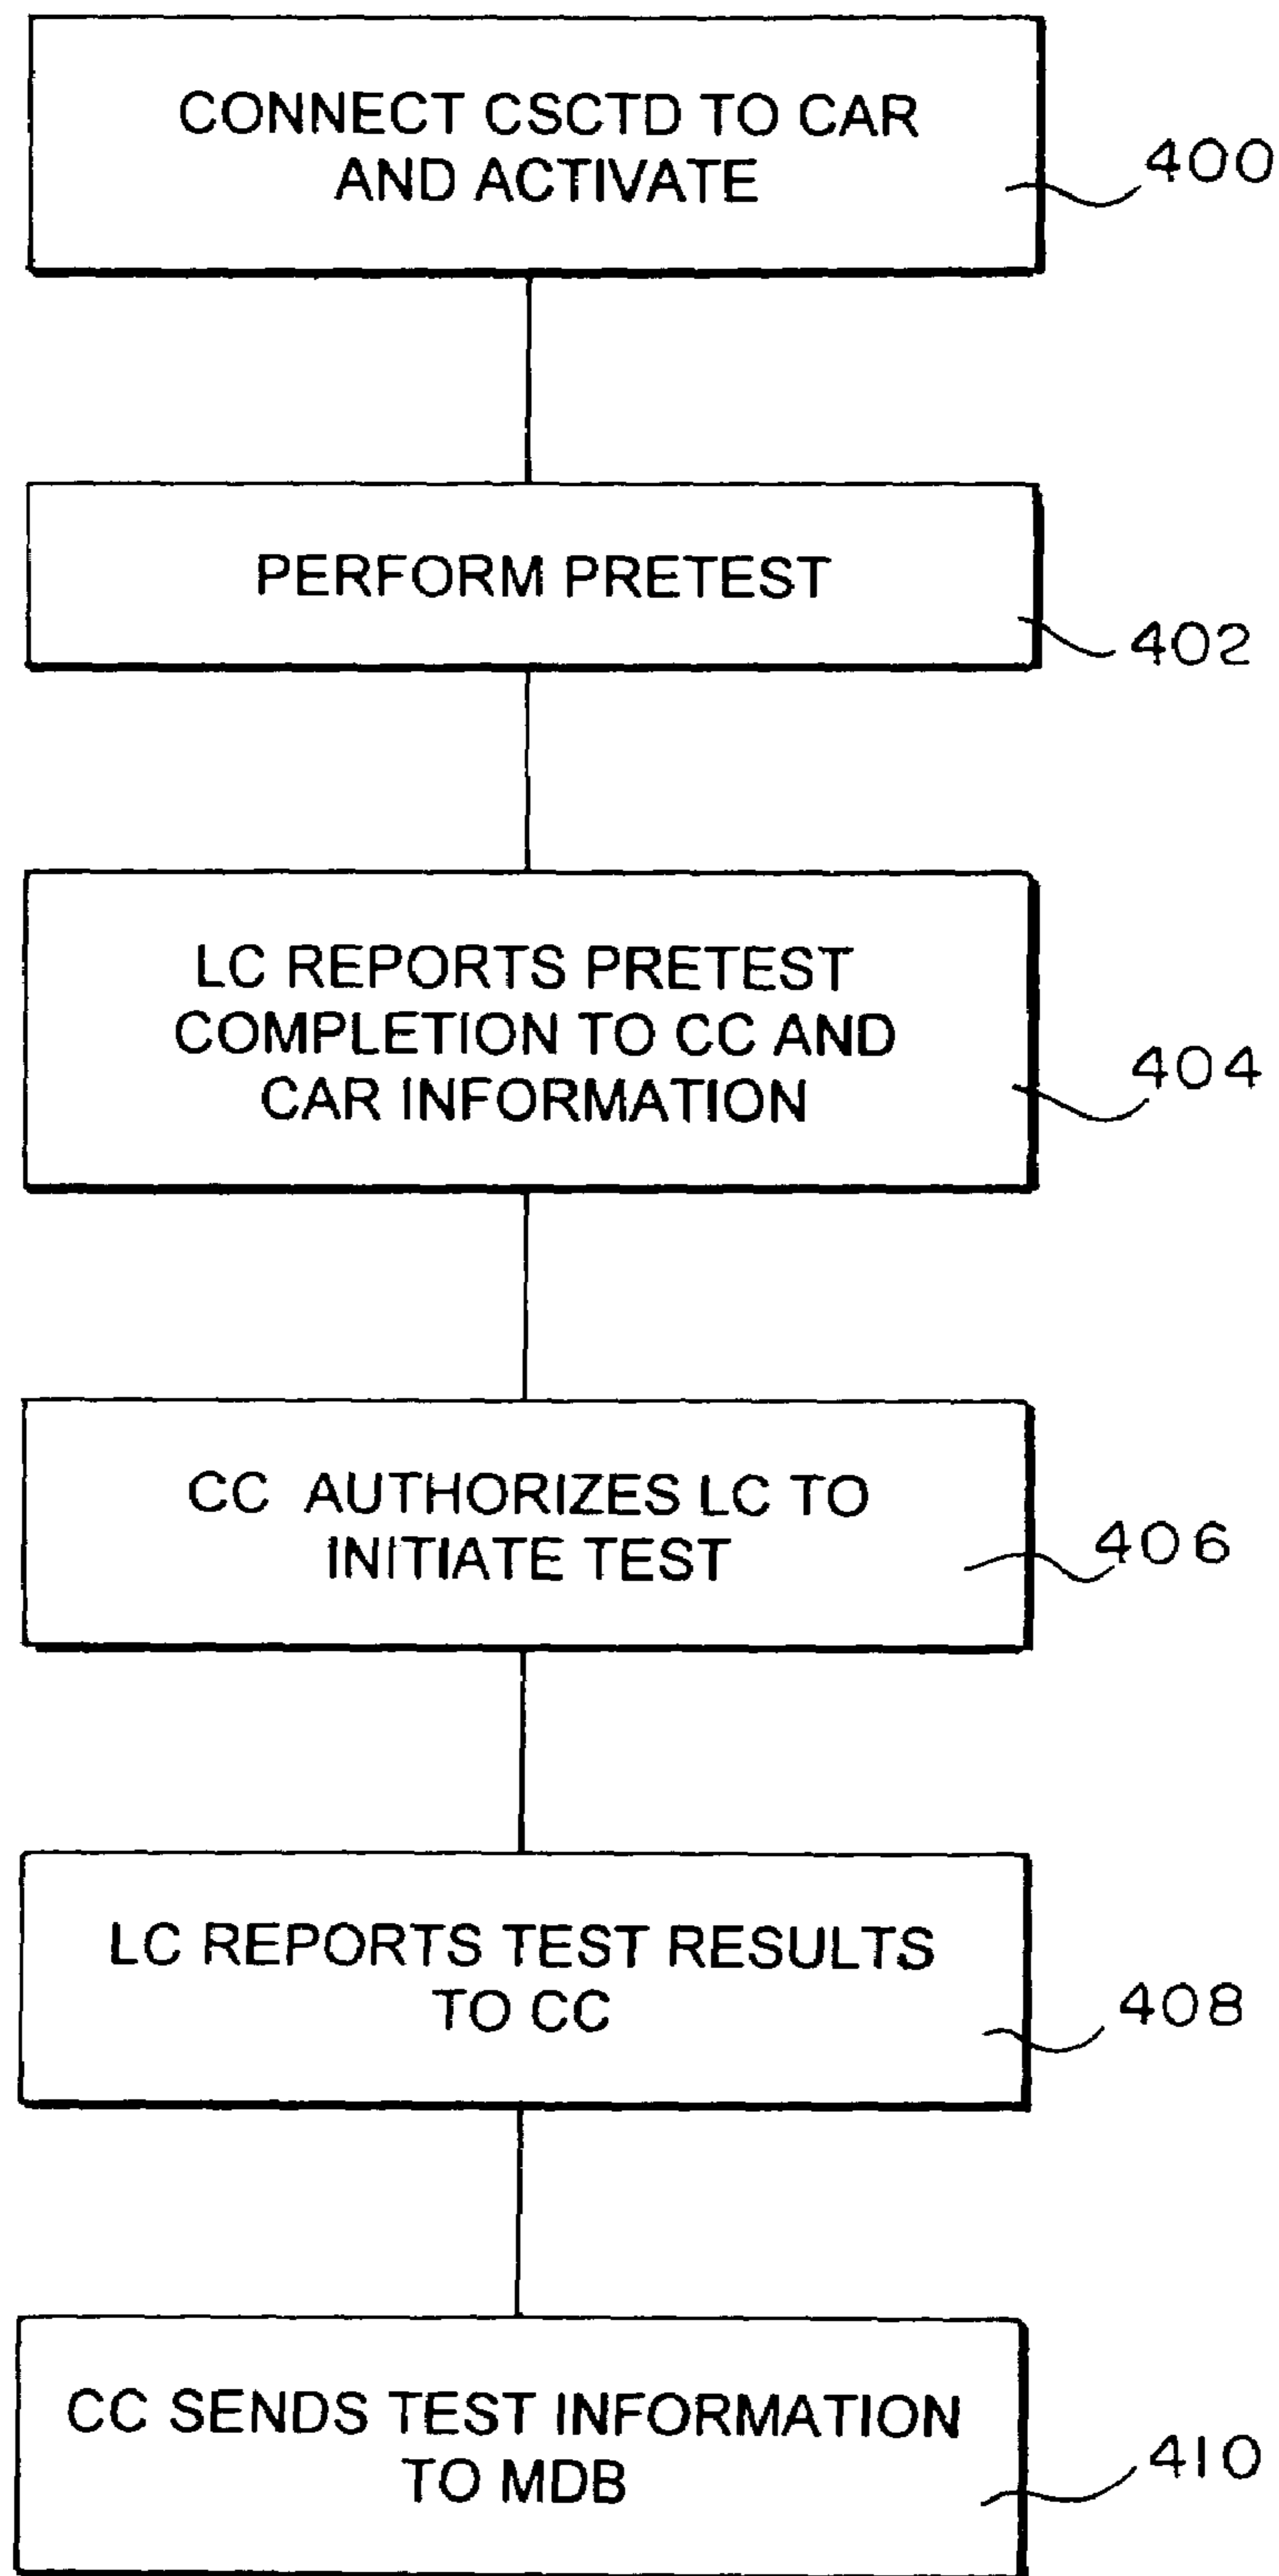 CONNECT CSCTD TO CAR
AND ACTIVATE
400
PERFORM PRETEST
402
LC REPORTS PRETEST
COMPLETION TO CC AND
CAR INFORMATION
404
CC AUTHORIZES LC TO
INITIATE TEST
406
LC REPORTS TEST RESULTS
TO CC
408
CC SENDS TEST INFORMATION
TO MDB
410